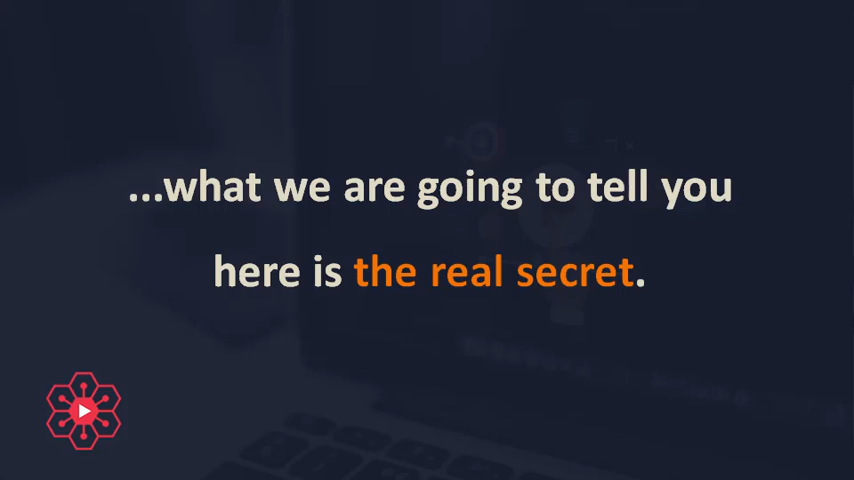 ...what we are going to tell you
here is the real secret.